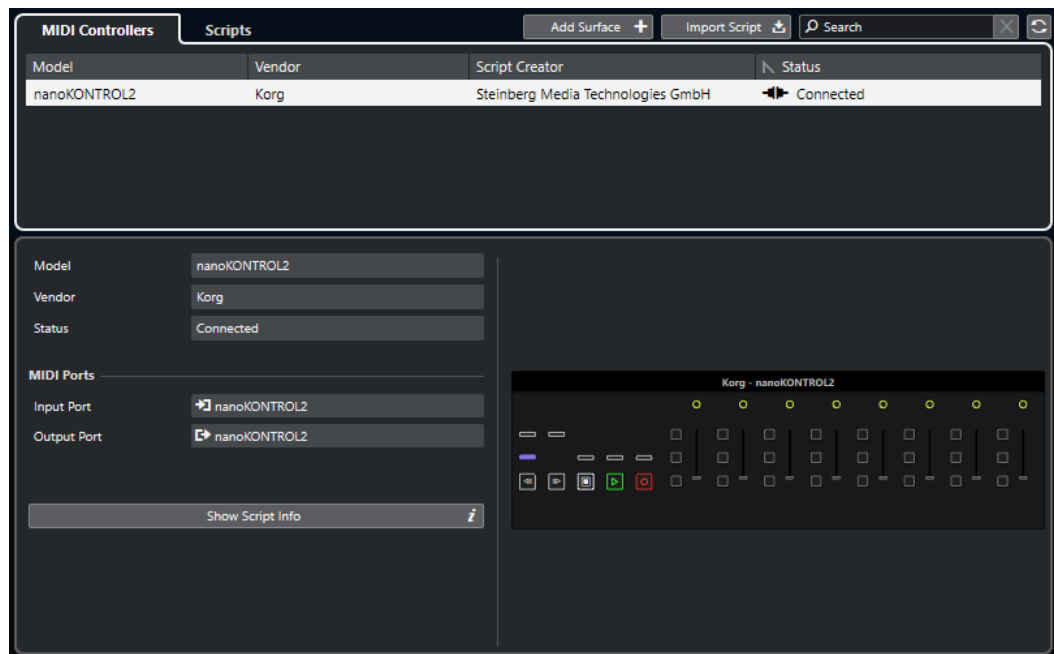 MIDI Controllers Scripts Add Surface Import Script Search
Model Vendor Script Creator Status
nanoKONTROL2 Korg Steinberg Media Technologies GmbH Connected
Model nanoKONTROL2
Vendor Korg
Status Connected
MIDI Ports
Input Port nanoKONTROL2
Output Port nanoKONTROL2
Show Script Info i
Korg - nanoKONTROL2